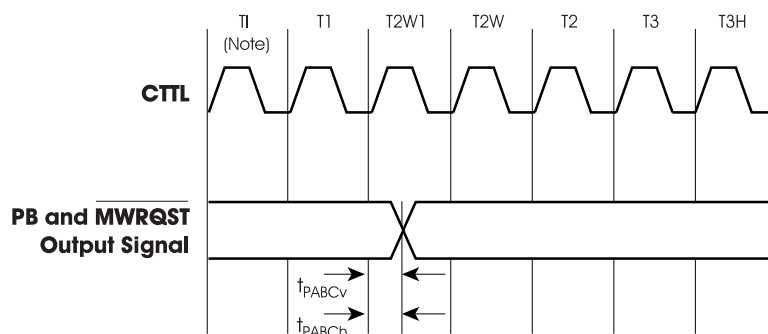 TI T1 T2W1 T2W T2 T3 T3H
(Note)
CTTL
PB and MWRQST
Output Signal
tPABCv
tPABCh